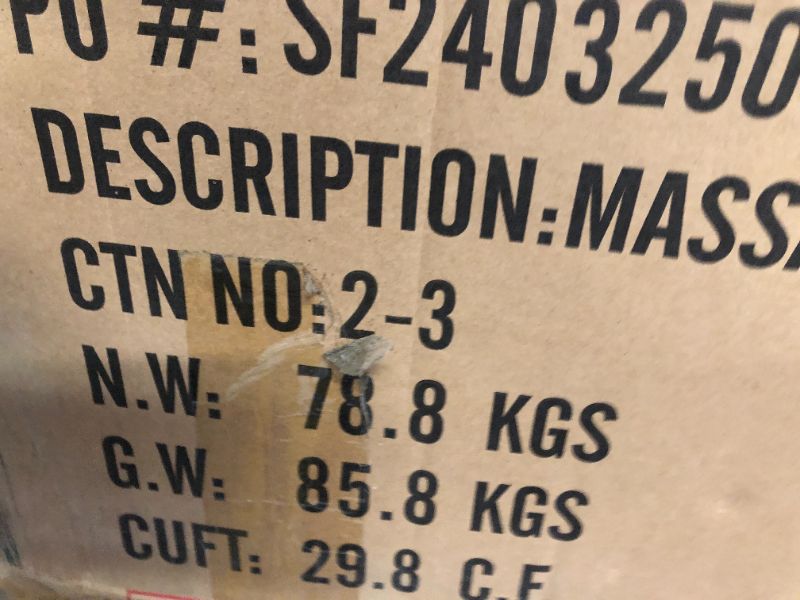 PO #: SF2403250
DESCRIPTION:MASS
CTN NO:2-3
N.W: 78.8 KGS
G.W: 85.8 KGS
CUFT: 29.8 C.F